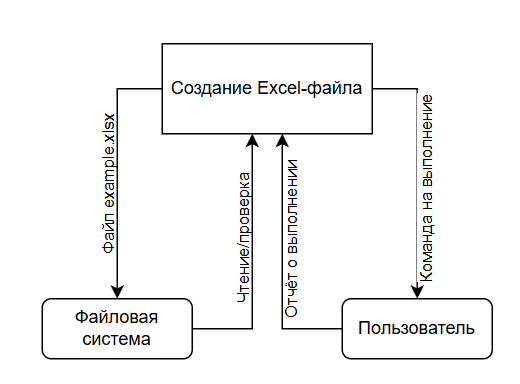 Создание Excel-файла
Файл example.xlsx
Чтение/проверка
Отчёт о выполнении
Команда на выполнение
Файловая
система
Пользователь